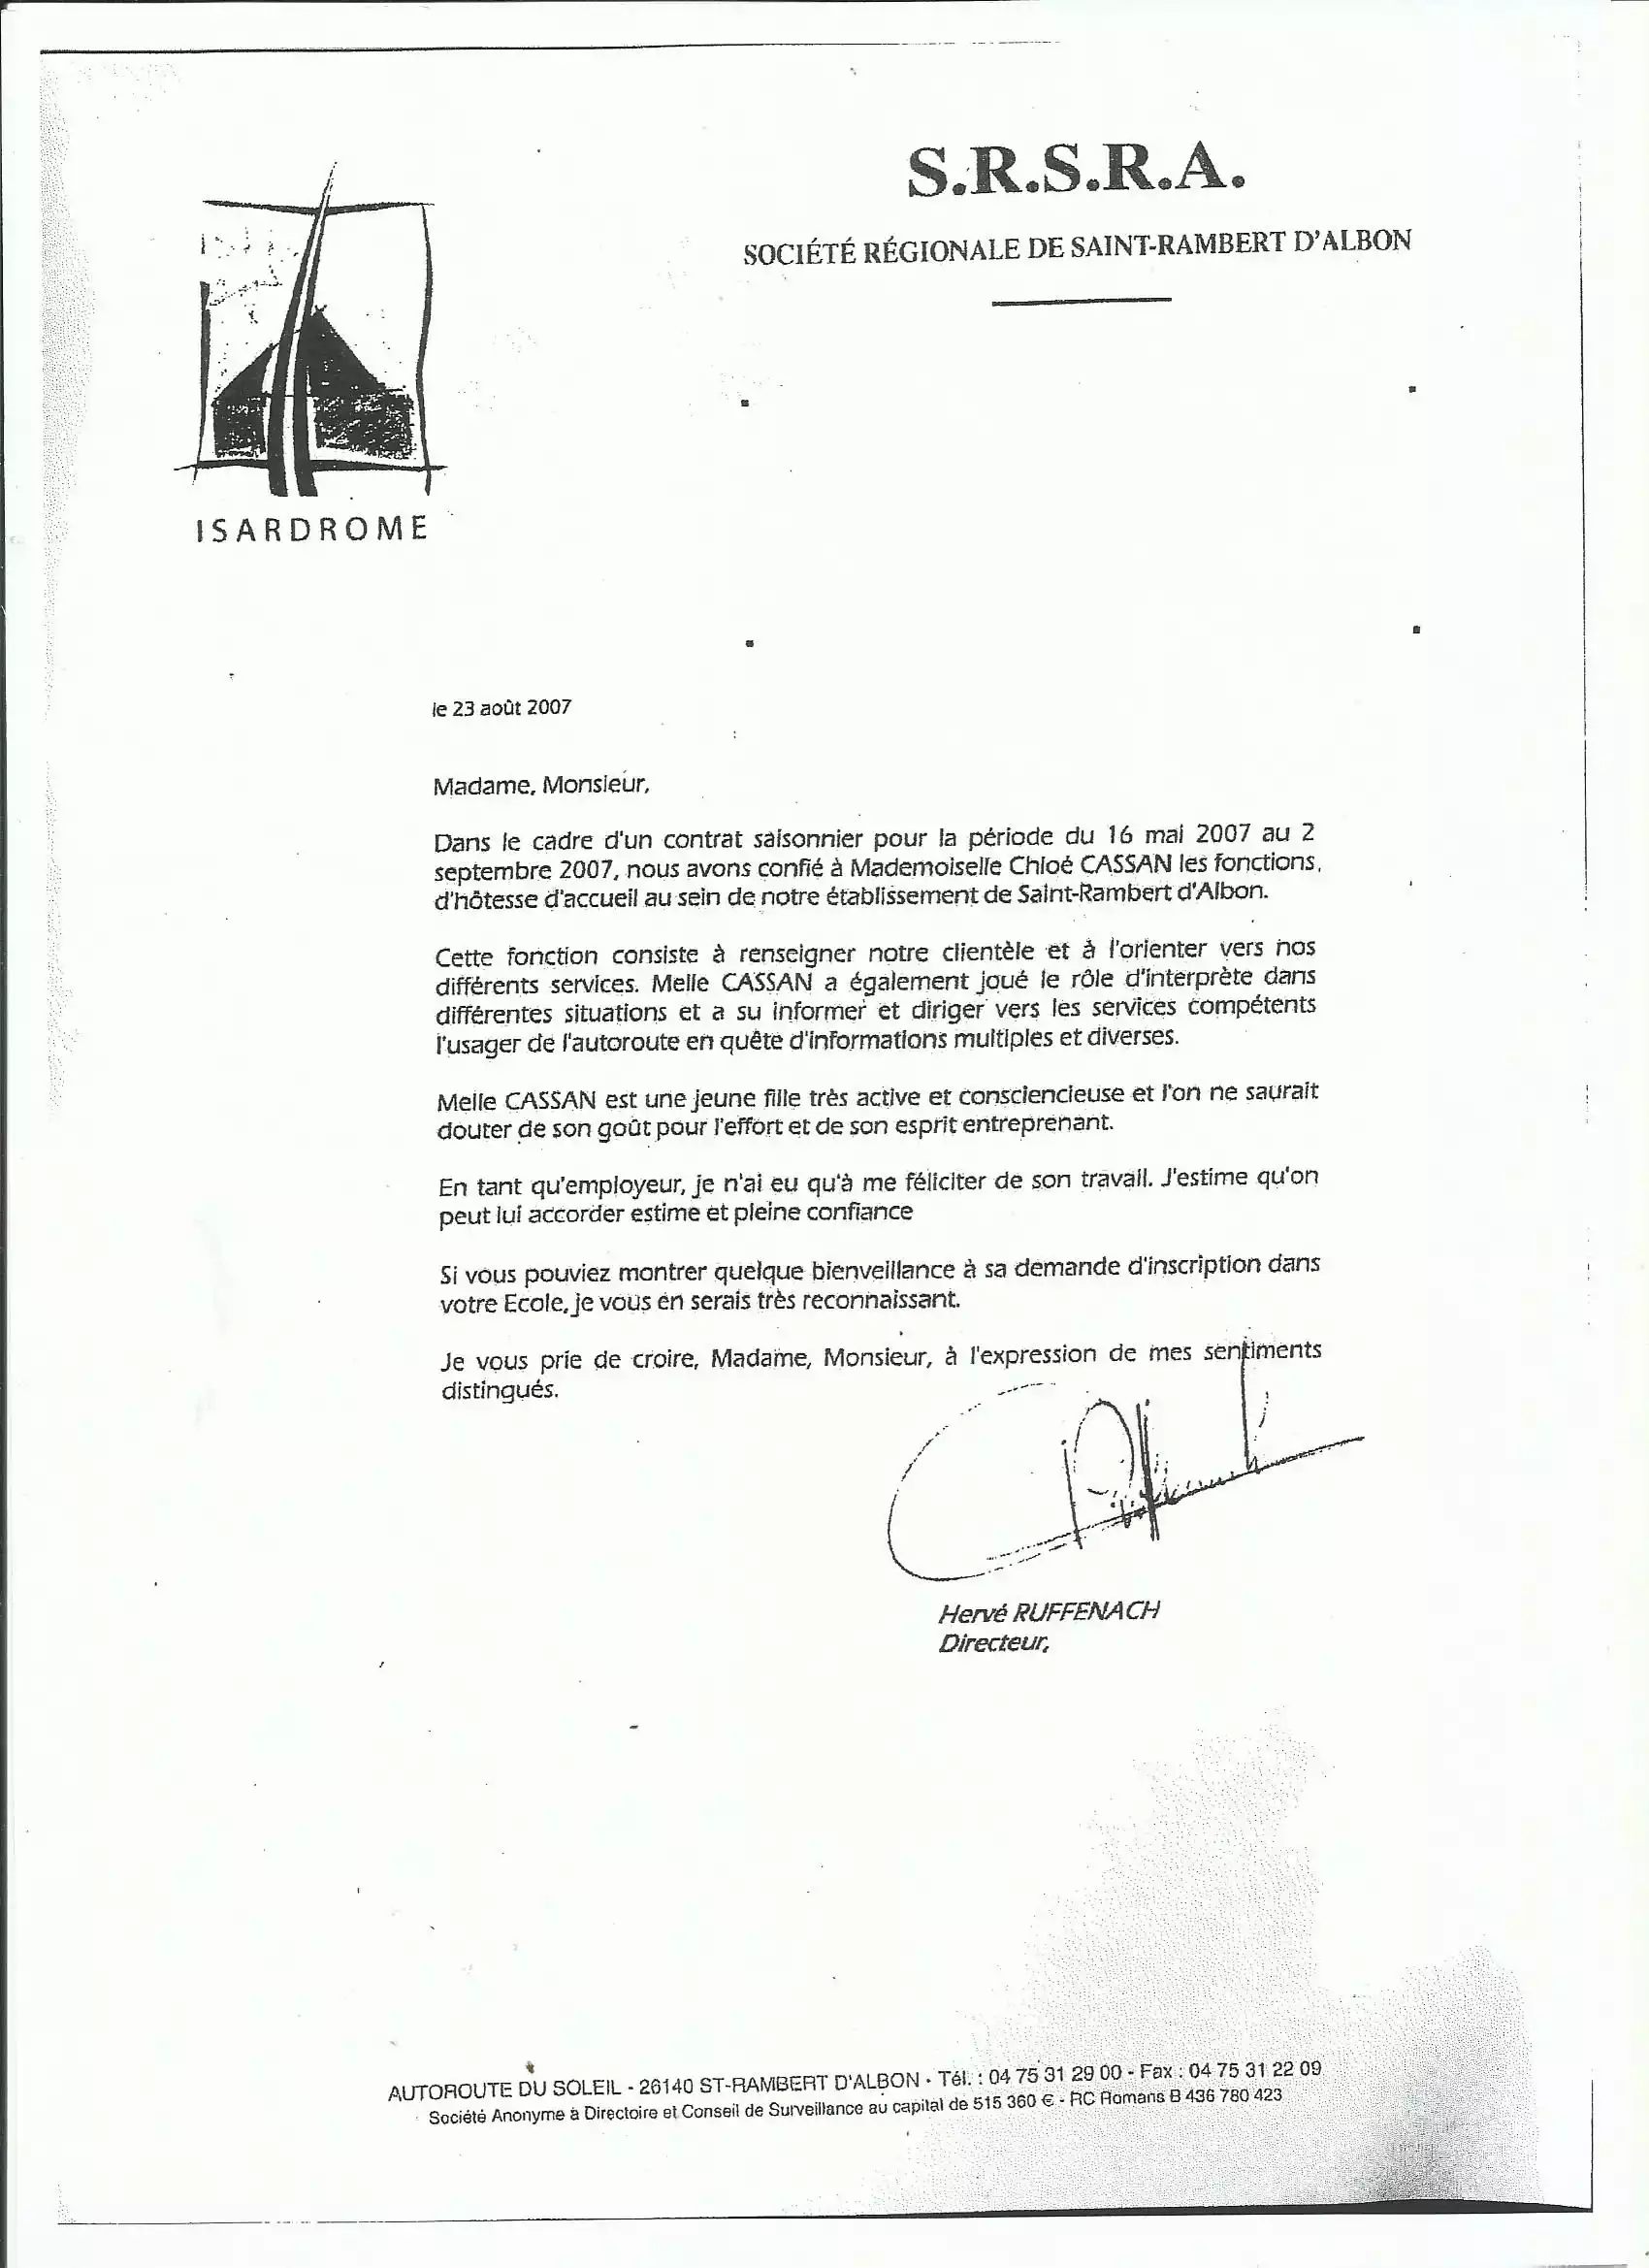 S.R.S.R.A.
SOCIÉTÉ RÉGIONALE DE SAINT-RAMBERT D'ALBON
ISARDROME
le 23 août 2007
Madame, Monsieur,
Dans le cadre d'un contrat saisonnier pour la période du 16 mai 2007 au 2
septembre 2007, nous avons confié à Mademoiselle Chloé CASSAN les fonctions,
d'hôtesse d'accueil au sein de notre établissement de Saint-Rambert d'Albon.
Cette fonction consiste à renseigner notre clientèle et à l'orienter vers nos
différents services. Melle CASSAN a également joué le rôle d'interprète dans
différentes situations et a su informer et diriger vers les services compétents
l'usager de l'autoroute en quête d'informations multiples et diverses.
Melle CASSAN est une jeune fille très active et consciencieuse et l'on ne saurait
douter de son goût pour l'effort et de son esprit entreprenant.
En tant qu'employeur, je n'ai eu qu'à me féliciter de son travail. J'estime qu'on
peut lui accorder estime et pleine confiance
Si vous pouviez montrer quelque bienveillance à sa demande d'inscription dans
votre Ecole, je vous en serais très reconnaissant.
Je vous prie de croire, Madame, Monsieur, à l'expression de mes sentiments
distingués.
Hervé RUFFENACH
Directeur,
AUTOROUTE DU SOLEIL - 26140 ST-RAMBERT D'ALBON - Tél. : 04 75 31 29 00 - Fax : 04 75 31 22 09
Société Anonyme à Directoire et Conseil de Surveillance au capital de 515 360 € - RC Romans B 436 780 423